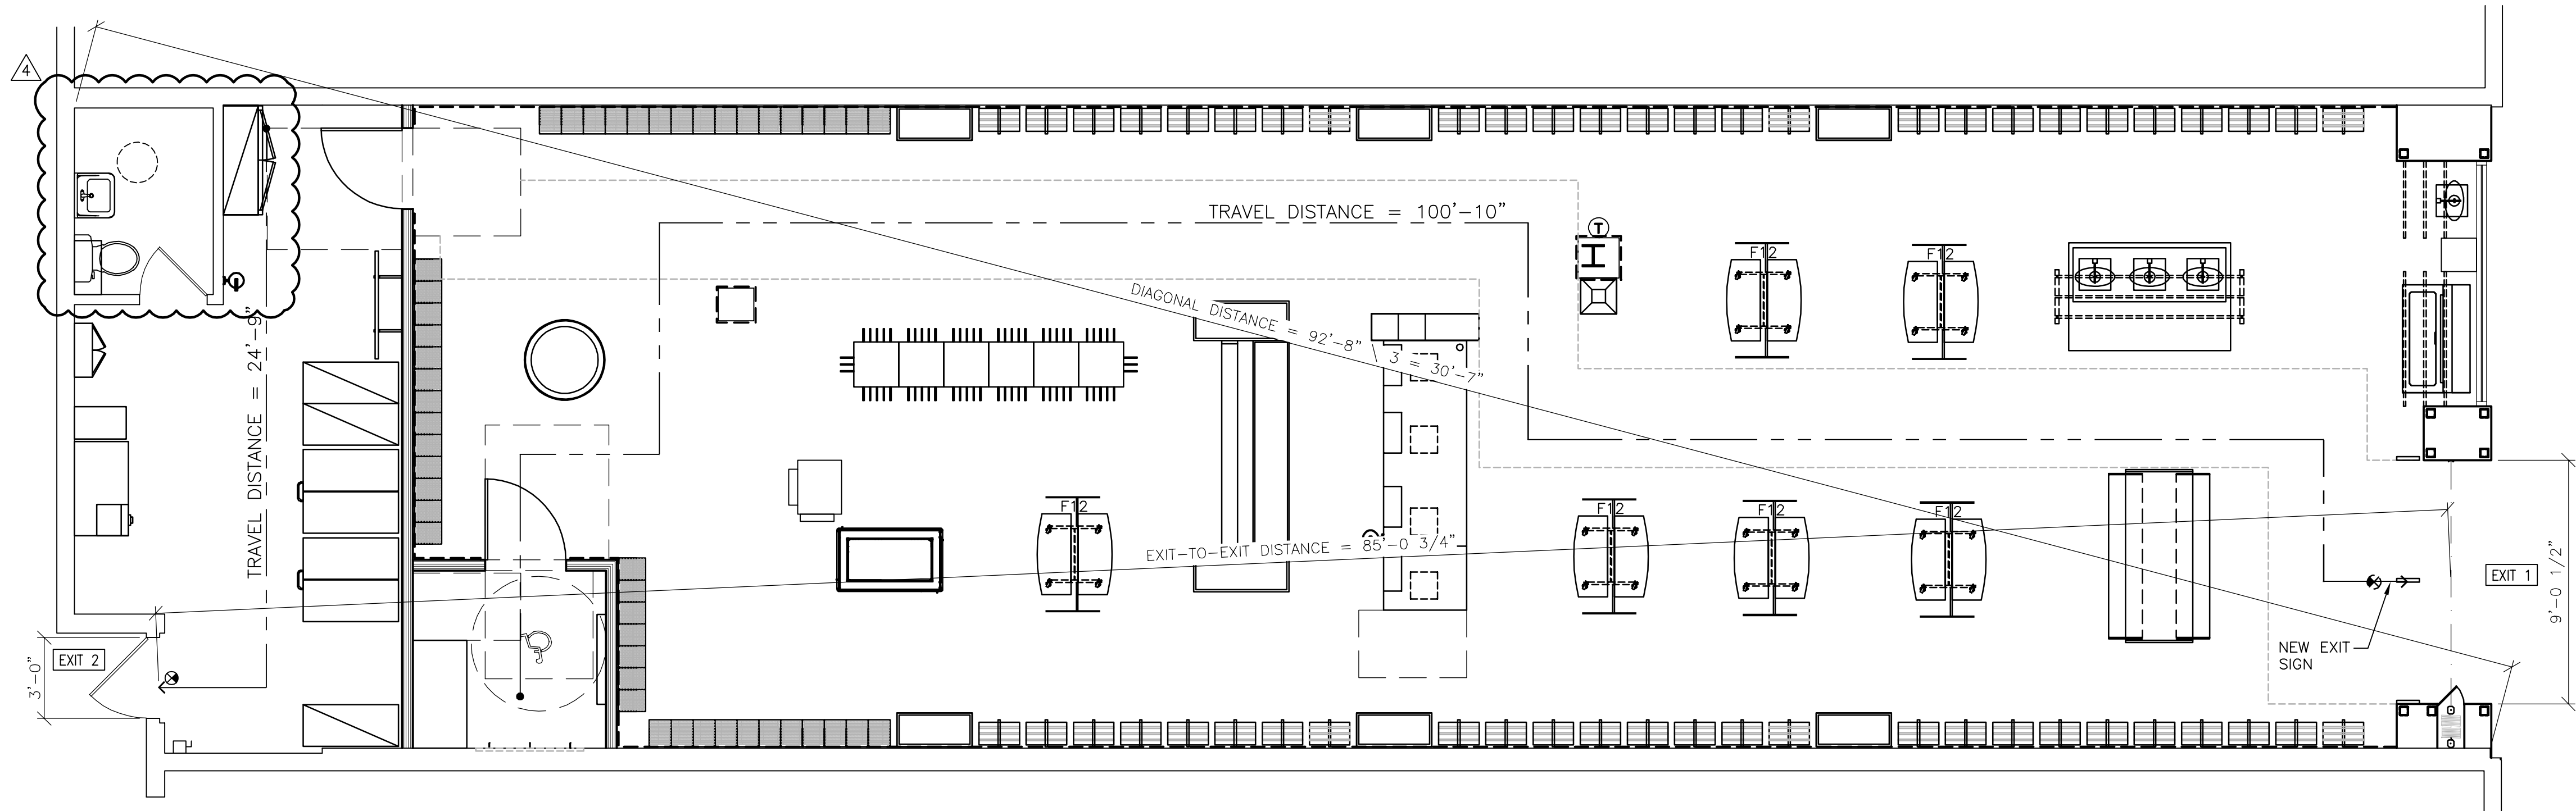 4
TRAVEL DISTANCE = 100'-10"
T
F12
F12
DIAGONAL DISTANCE = 92'-8" \ 3 = 30'-7"
TRAVEL DISTANCE = 24'-9"
F12
F12
F12
F12
EXIT-TO-EXIT DISTANCE = 85'-0 3/4"
EXIT 1
9'-0 1/2"
NEW EXIT
SIGN
EXIT 2
3'-0"